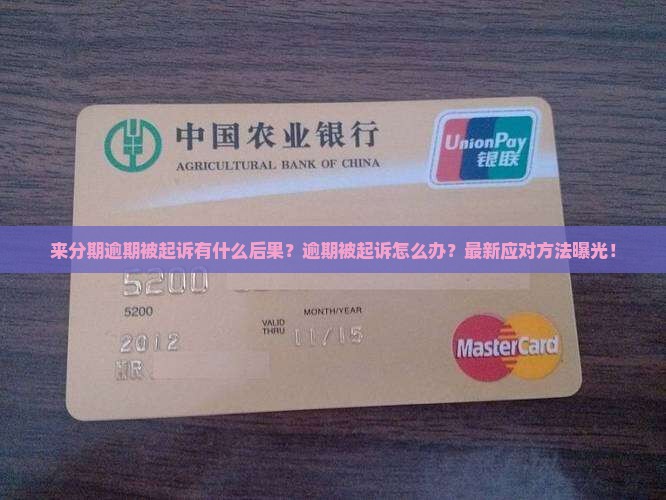 中国农业银行
AGRICULTURAL BANK OF CHINA
UnionPay
银联
来分期逾期被起诉有什么后果？逾期被起诉怎么办？最新应对方法曝光！
5200
5200
MONTH/YEAR
VALID
THRU
11/15
2012
MR
MasterCard